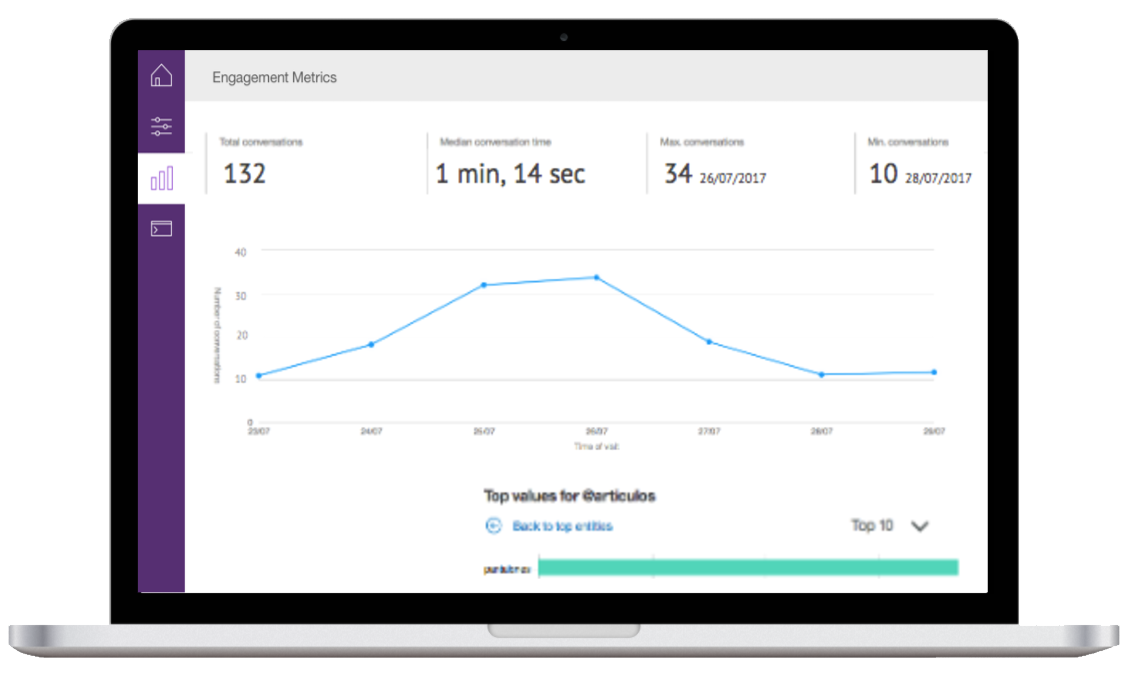 Engagement Metrics
Total conversations
132
Median conversation time
1 min, 14 sec
Max. conversations
34 26/07/2017
Min. conversations
10 28/07/2017
40
30
20
10
0
Number of conversations
23/07 24/07 25/07 26/07 27/07 28/07 29/07
Time of visit
Top values for @articulos
Back to top entities
Top 10